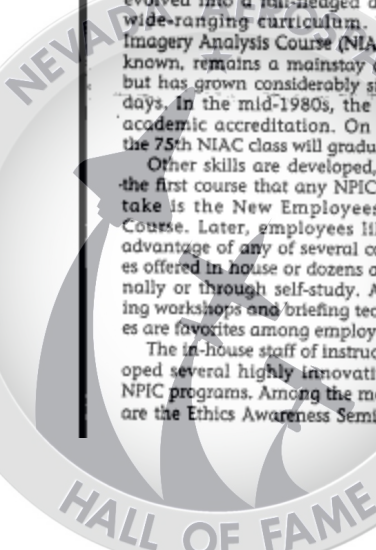 evolved into a full-fledged
wide-ranging curriculum.
Imagery Analysis Course (NIA
known, remains a mainstay
but has grown considerably si
days. In the mid-1980s, the
academic accreditation. On
the 75th NIAC class will gradu
Other skills are developed,
the first course that any NPIC
take is the New Employees
Course. Later, employees
advantage of any of several co
es offered in house or dozens
nally or through self-study. A
ing workshops and briefing tec
es are favorites among employ
The in-house staff of instruc
oped several highly innovati
NPIC programs. Among the m
are the Ethics Awareness Semi
NEVADA
HALL OF FAME